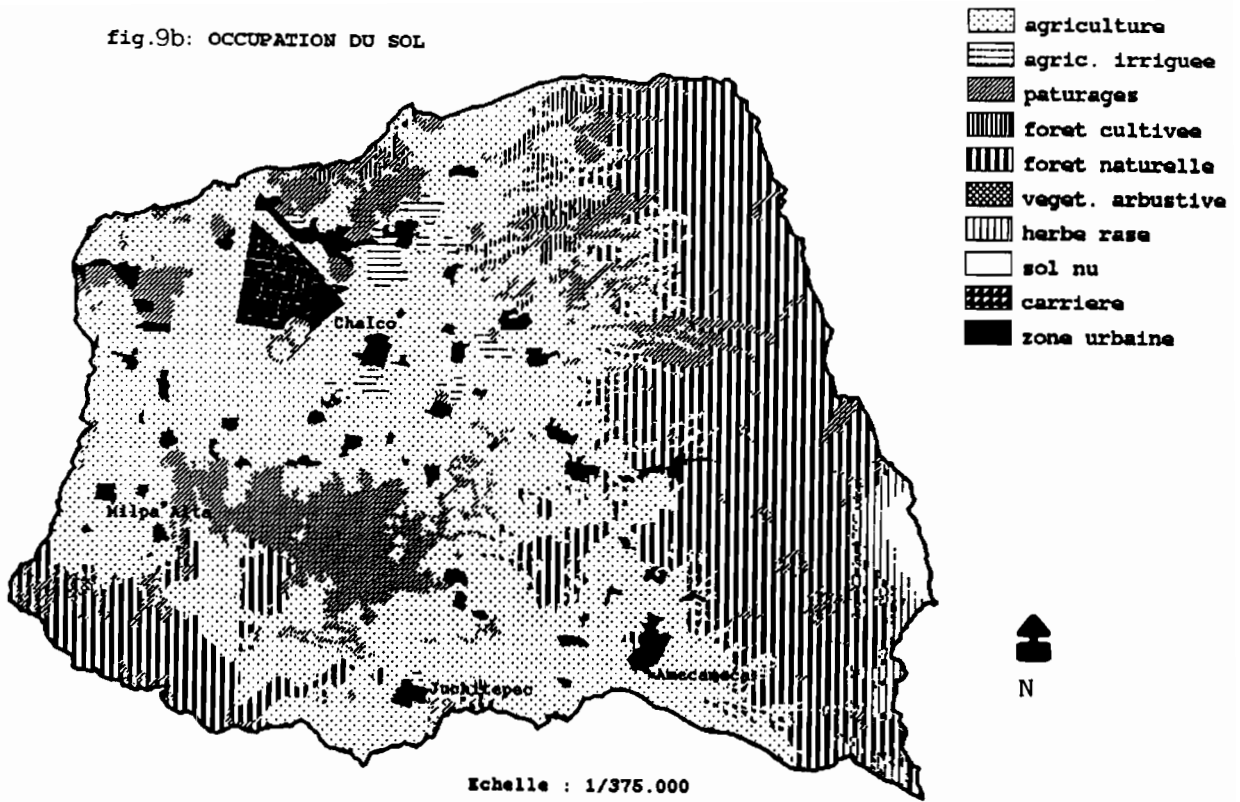 fig.9b: OCCUPATION DU SOL
agriculture
agric. irriguee
paturages
foret cultivee
foret naturelle
veget. arbustive
herbe rase
sol nu
carriere
zone urbaine
Chalco
Milpa Alta
Amecameca
Juchitepec
N
Echelle : 1/375.000